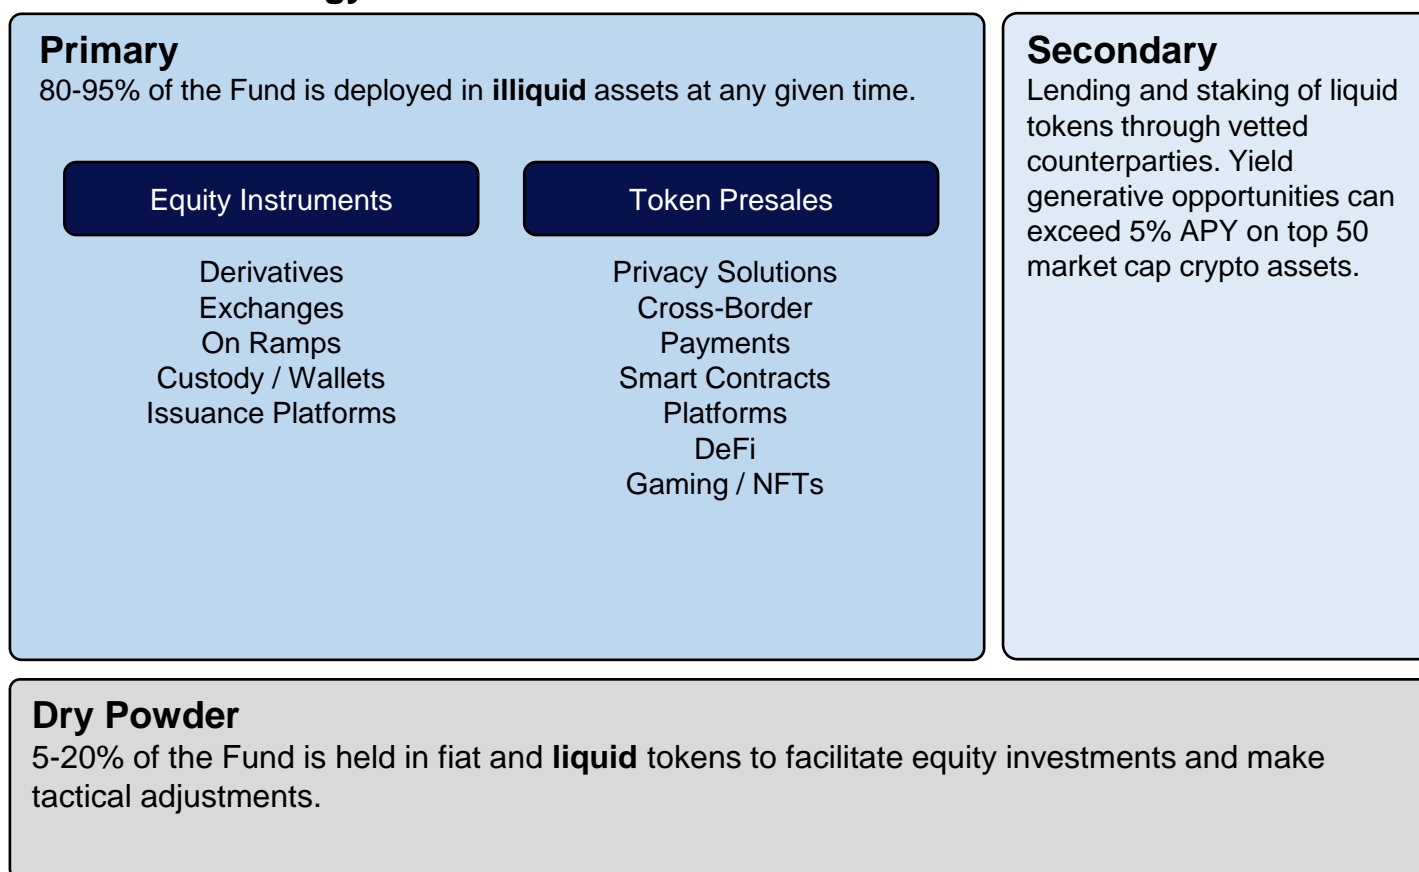 Primary
80-95% of the Fund is deployed in illiquid assets at any given time.
Equity Instruments
Derivatives
Exchanges
On Ramps
Custody / Wallets
Issuance Platforms
Token Presales
Privacy Solutions
Cross-Border
Payments
Smart Contracts
Platforms
DeFi
Gaming / NFTs
Secondary
Lending and staking of liquid
tokens through vetted
counterparties. Yield
generative opportunities can
exceed 5% APY on top 50
market cap crypto assets.
Dry Powder
5-20% of the Fund is held in fiat and liquid tokens to facilitate equity investments and make
tactical adjustments.